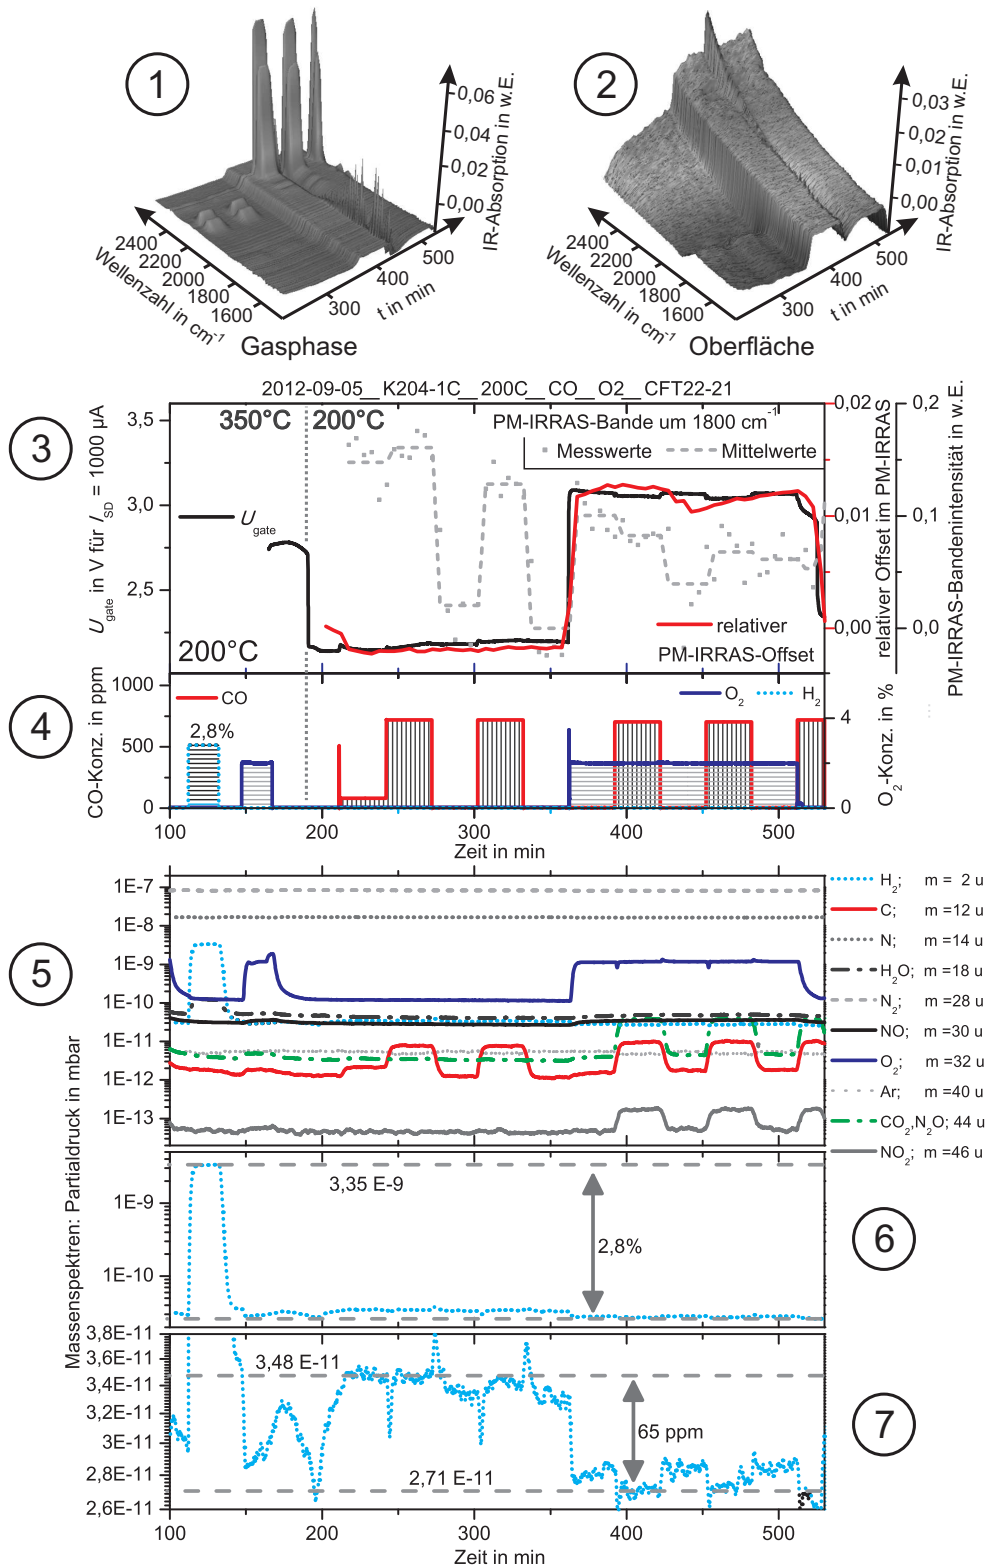 1
0,06
0,04
0,02
0,00
IR-Absorption in w.E.
2400
2200
2000
1800
1600
Wellenzahl in cm-1
300
400
500
t in min
Gasphase
2
0,03
0,02
0,01
0,00
IR-Absorption in w.E.
2400
2200
2000
1800
1600
Wellenzahl in cm-1
300
400
500
t in min
Oberfläche
2012-09-05__K204-1C__200C__CO__O2__CFT22-21
3
350°C 200°C
PM-IRRAS-Bande um 1800 cm-1
Messwerte Mittelwerte
Ugate
200°C
relativer
PM-IRRAS-Offset
3,5
3,0
2,5
Ugate in V für ISD = 1000 µA
0,02
0,01
0,00
relativer Offset im PM-IRRAS
0,2
0,1
0,0
PM-IRRAS-Bandenintensität in w.E.
4
CO
O2 H2
2,8%
1000
500
0
CO-Konz. in ppm
4
2
0
O2-Konz. in %
100 200 300 400 500
Zeit in min
5
1E-7
1E-8
1E-9
1E-10
1E-11
1E-12
1E-13
H2; m = 2 u
C; m =12 u
N; m =14 u
H2O; m =18 u
N2; m =28 u
NO; m =30 u
O2; m =32 u
Ar; m =40 u
CO2,N2O; 44 u
NO2; m =46 u
Massenspektren: Partialdruck in mbar
6
1E-9
1E-10
3,35 E-9
2,8%
7
3,8E-11
3,6E-11
3,4E-11
3,2E-11
3E-11
2,8E-11
2,6E-11
3,48 E-11
65 ppm
2,71 E-11
100 200 300 400 500
Zeit in min